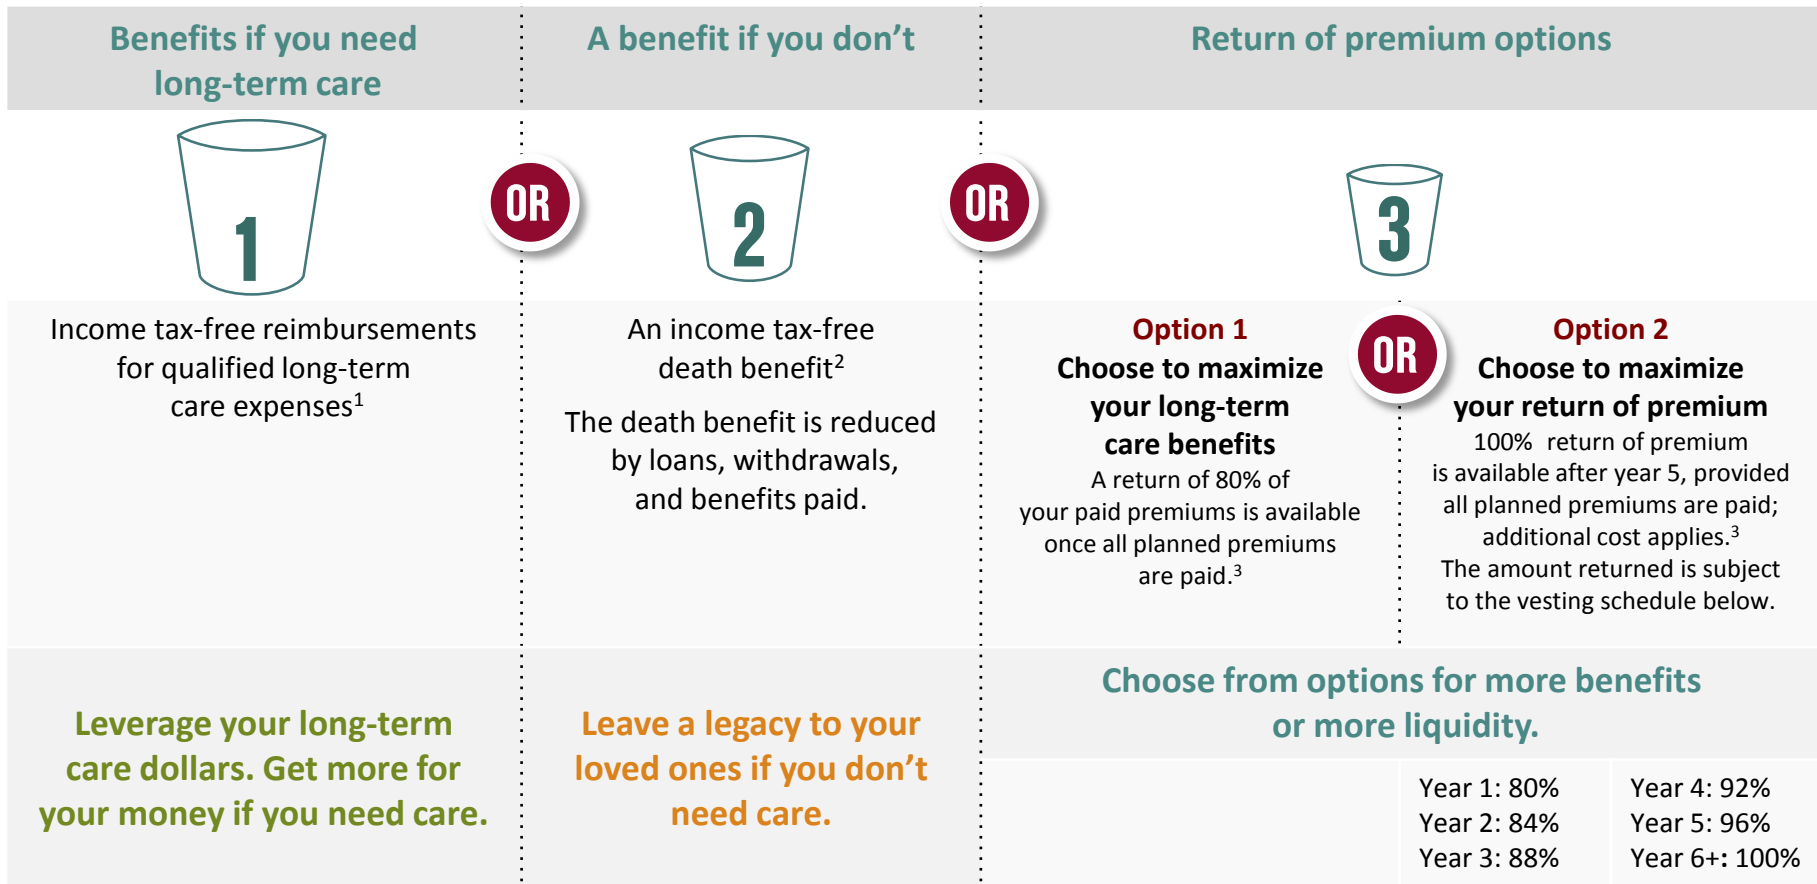 Benefits if you need
long-term care
A benefit if you don’t
Return of premium options
1
OR
2
OR
3
Income tax-free reimbursements
for qualified long-term
care expenses1
An income tax-free
death benefit2
The death benefit is reduced
by loans, withdrawals,
and benefits paid.
Option 1
Choose to maximize
your long-term
care benefits
A return of 80% of
your paid premiums is available
once all planned premiums
are paid.3
OR
Option 2
Choose to maximize
your return of premium
100% return of premium
is available after year 5, provided
all planned premiums are paid;
additional cost applies.3
The amount returned is subject
to the vesting schedule below.
Leverage your long-term
care dollars. Get more for
your money if you need care.
Leave a legacy to your
loved ones if you don’t
need care.
Choose from options for more benefits
or more liquidity.
Year 1: 80%
Year 2: 84%
Year 3: 88%
Year 4: 92%
Year 5: 96%
Year 6+: 100%